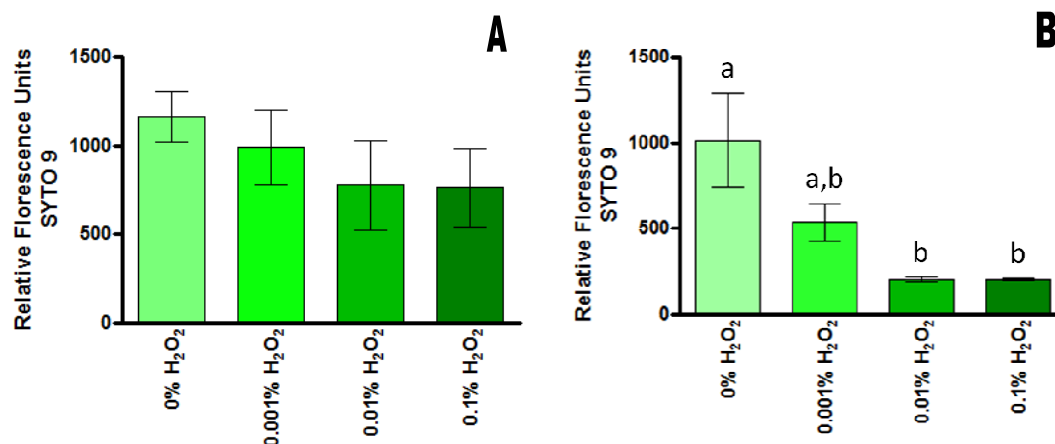 A
Relative Florescence Units
SYTO 9
1500
1000
500
0
0% H₂O₂
0.001% H₂O₂
0.01% H₂O₂
0.1% H₂O₂
B
Relative Florescence Units
SYTO 9
1500
1000
500
0
a
a,b
b
b
0% H₂O₂
0.001% H₂O₂
0.01% H₂O₂
0.1% H₂O₂